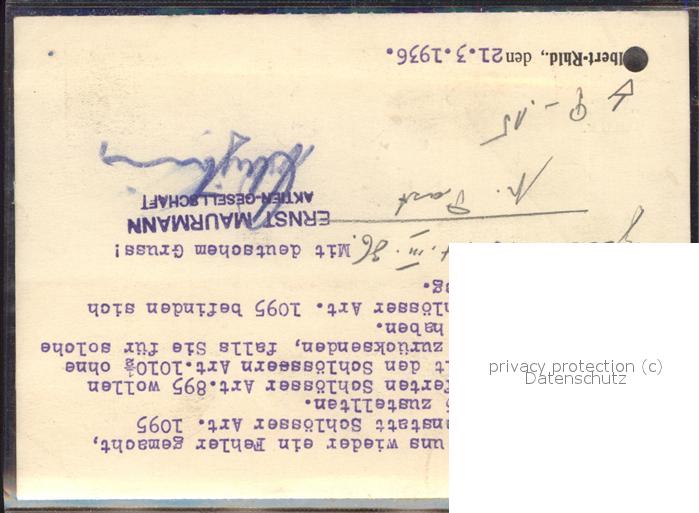 lbert-Rhld., den 21.3.1936.
uns wieder ein Fehler gemacht,
anstatt Schlösser Art. 1095
zustellten.
ferten Schlösser Art.895 wollen
t den Schlössern Art.1010½ ohne
zurücksenden, falls Sie für solche
haben.
lösser Art. 1095 befinden sich
g.
Mit deutschem Gruss!
ERNST MAURMANN
AKTIEN-GESELLSCHAFT
privacy protection (c)
Datenschutz